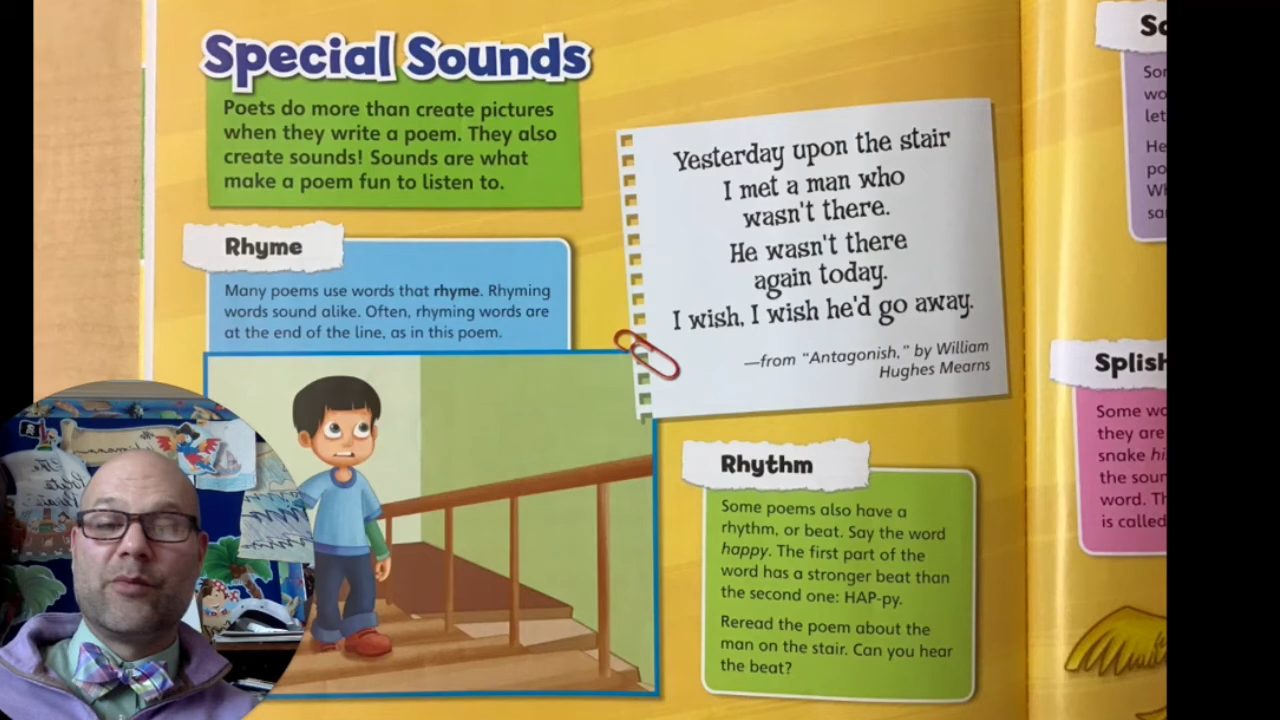 Special Sounds
Poets do more than create pictures
when they write a poem. They also
create sounds! Sounds are what
make a poem fun to listen to.
Rhyme
Many poems use words that rhyme. Rhyming
words sound alike. Often, rhyming words are
at the end of the line, as in this poem.
Yesterday upon the stair
I met a man who
wasn't there.
He wasn't there
again today.
I wish, I wish he'd go away.
—from "Antagonish," by William
Hughes Mearns
Rhythm
Some poems also have a
rhythm, or beat. Say the word
happy. The first part of the
word has a stronger beat than
the second one: HAP-py.
Reread the poem about the
man on the stair. Can you hear
the beat?
Splish
Some
they are
snake
the
word.
is called